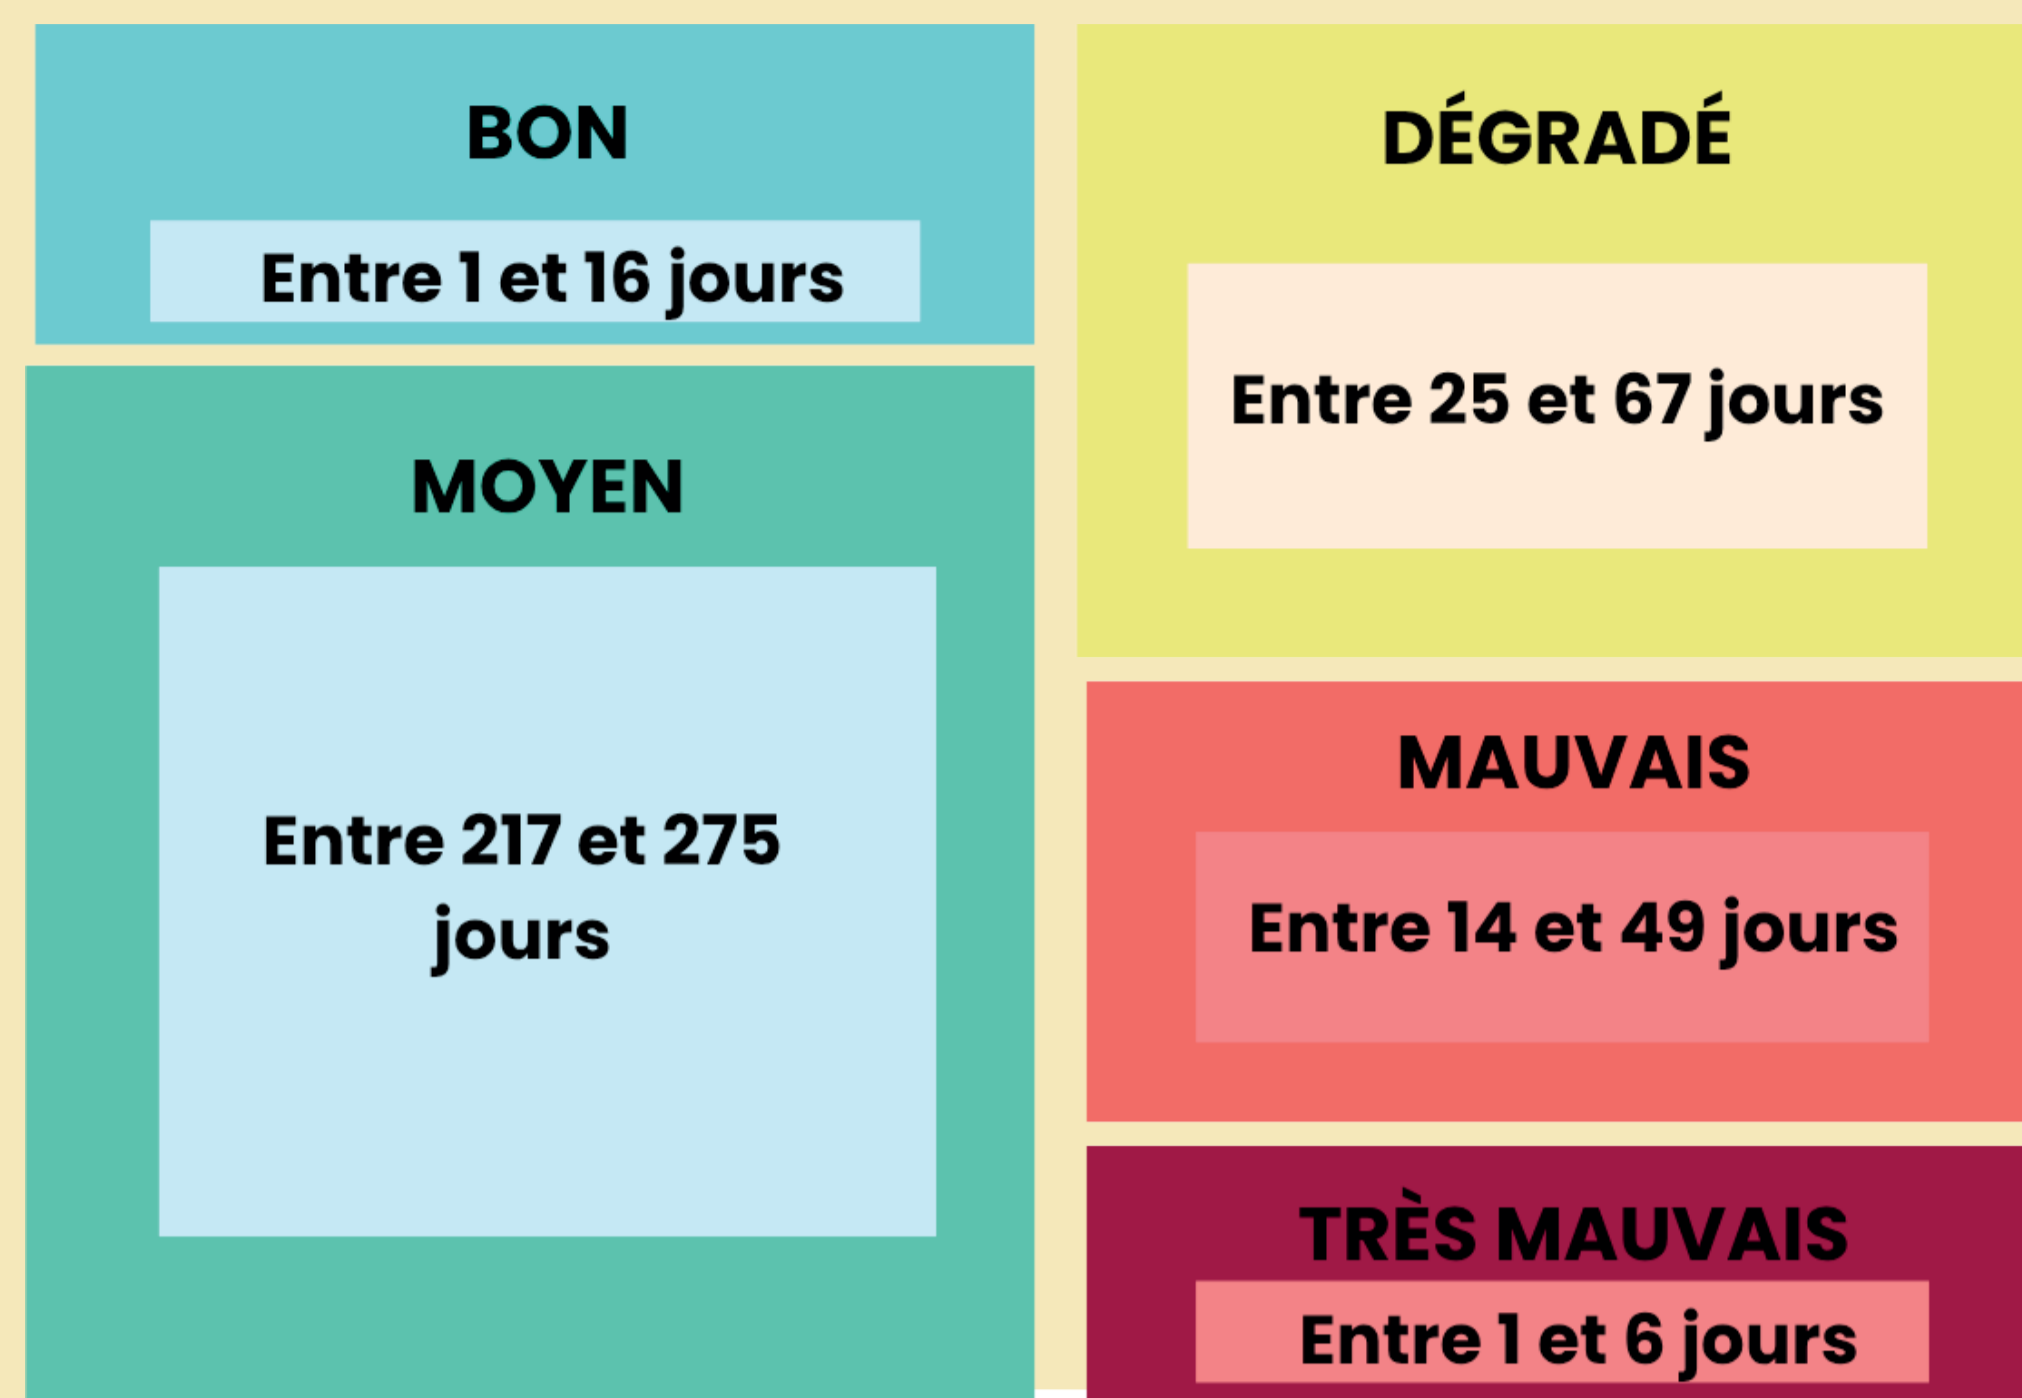 BON
Entre 1 et 16 jours
MOYEN
Entre 217 et 275
jours
DÉGRADÉ
Entre 25 et 67 jours
MAUVAIS
Entre 14 et 49 jours
TRÈS MAUVAIS
Entre 1 et 6 jours